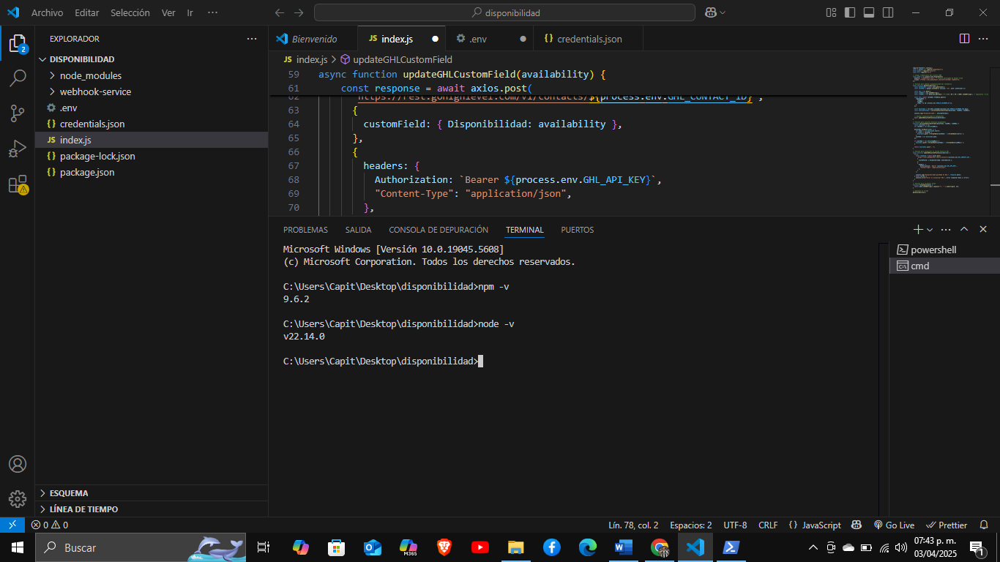 Archivo Editar Selección Ver Ir ···
disponibilidad
EXPLORADOR
2
DISPONIBILIDAD
node_modules
webhook-service
.env
credentials.json
JS index.js
package-lock.json
package.json
ESQUEMA
LÍNEA DE TIEMPO
Bienvenido
JS index.js
.env
credentials.json
JS index.js > updateGHLCustomField
59 async function updateGHLCustomField(availability) {
61 const response = await axios.post(
62 `https://rest.gohighlevel.com/v1/contacts/${process.env.GHL_CONTACT_ID}`,
63 {
64 customField: { Disponibilidad: availability },
65 },
66 {
67 headers: {
68 Authorization: `Bearer ${process.env.GHL_API_KEY}`,
69 "Content-Type": "application/json",
70 },
PROBLEMAS SALIDA CONSOLA DE DEPURACIÓN TERMINAL PUERTOS
Microsoft Windows [Versión 10.0.19045.5608]
(c) Microsoft Corporation. Todos los derechos reservados.
C:\Users\Capit\Desktop\disponibilidad>npm -v
9.6.2
C:\Users\Capit\Desktop\disponibilidad>node -v
v22.14.0
C:\Users\Capit\Desktop\disponibilidad>
powershell
cmd
0 0
Lín. 78, col. 2 Espacios: 2 UTF-8 CRLF {} JavaScript Go Live Prettier
Buscar
M365
07:43 p. m.
03/04/2025
1